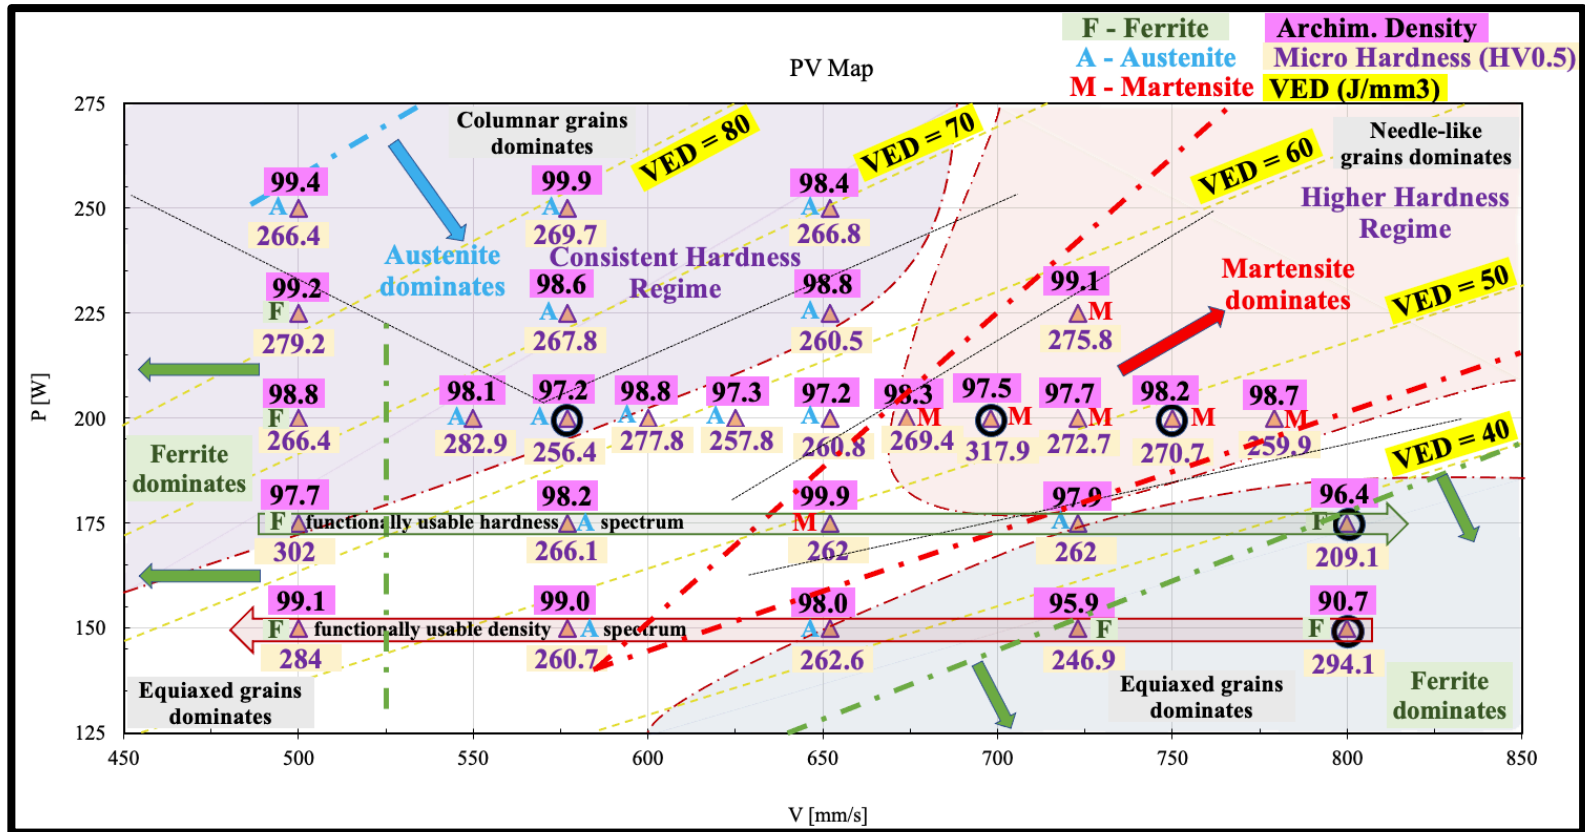 F - Ferrite Archim. Density
A - Austenite Micro Hardness (HV0.5)
M - Martensite VED (J/mm3)
PV Map
275
Columnar grains
dominates
VED = 80
VED = 70
VED = 60
Needle-like
grains dominates
99.4 99.9 98.4
250 A A A
266.4 269.7 266.8
Higher Hardness
Regime
Austenite
dominates
Consistent Hardness
Regime
Martensite
dominates
VED = 50
99.2 98.6 98.8 99.1
225 F A A M
279.2 267.8 260.5 275.8
98.8 98.1 97.2 98.8 97.3 97.2 98.3 97.5 97.7 98.2 98.7
P [W]
200 F A A A A A M M M M M
266.4 282.9 256.4 277.8 257.8 260.8 269.4 317.9 272.7 270.7 259.9
VED = 40
Ferrite
dominates
97.7 98.2 99.9 97.9 96.4
175 F functionally usable hardness A spectrum M A F
302 266.1 262 262 209.1
99.1 99.0 98.0 95.9 90.7
150 F functionally usable density A spectrum A F F
284 260.7 262.6 246.9 294.1
Equiaxed grains
dominates
Equiaxed grains
dominates
Ferrite
dominates
125
450 500 550 600 650 700 750 800 850
V [mm/s]